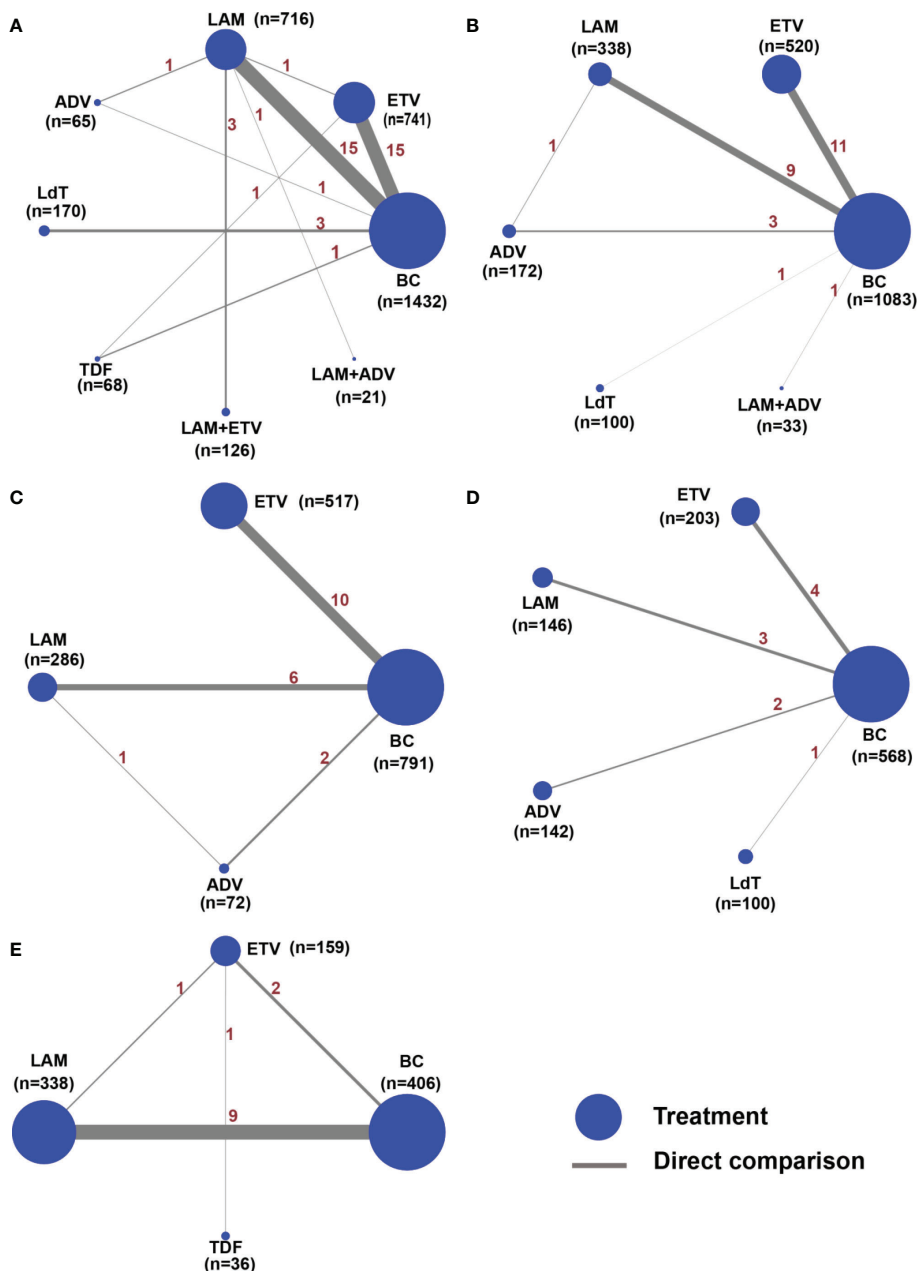 A
LAM (n=716)
1
1
ADV
(n=65)
ETV
(n=741)
3
1
15
15
LdT
(n=170)
1
1
3
1
BC
(n=1432)
TDF
(n=68)
LAM+ADV
(n=21)
LAM+ETV
(n=126)
B
LAM
(n=338)
ETV
(n=520)
1
11
9
ADV
(n=172)
3
BC
(n=1083)
1
1
LdT
(n=100)
LAM+ADV
(n=33)
C
ETV (n=517)
10
LAM
(n=286)
6
BC
(n=791)
1
2
ADV
(n=72)
D
ETV
(n=203)
4
LAM
(n=146)
3
2
BC
(n=568)
1
ADV
(n=142)
LdT
(n=100)
E
ETV (n=159)
1
2
1
LAM
(n=338)
BC
(n=406)
9
TDF
(n=36)
Treatment
Direct comparison